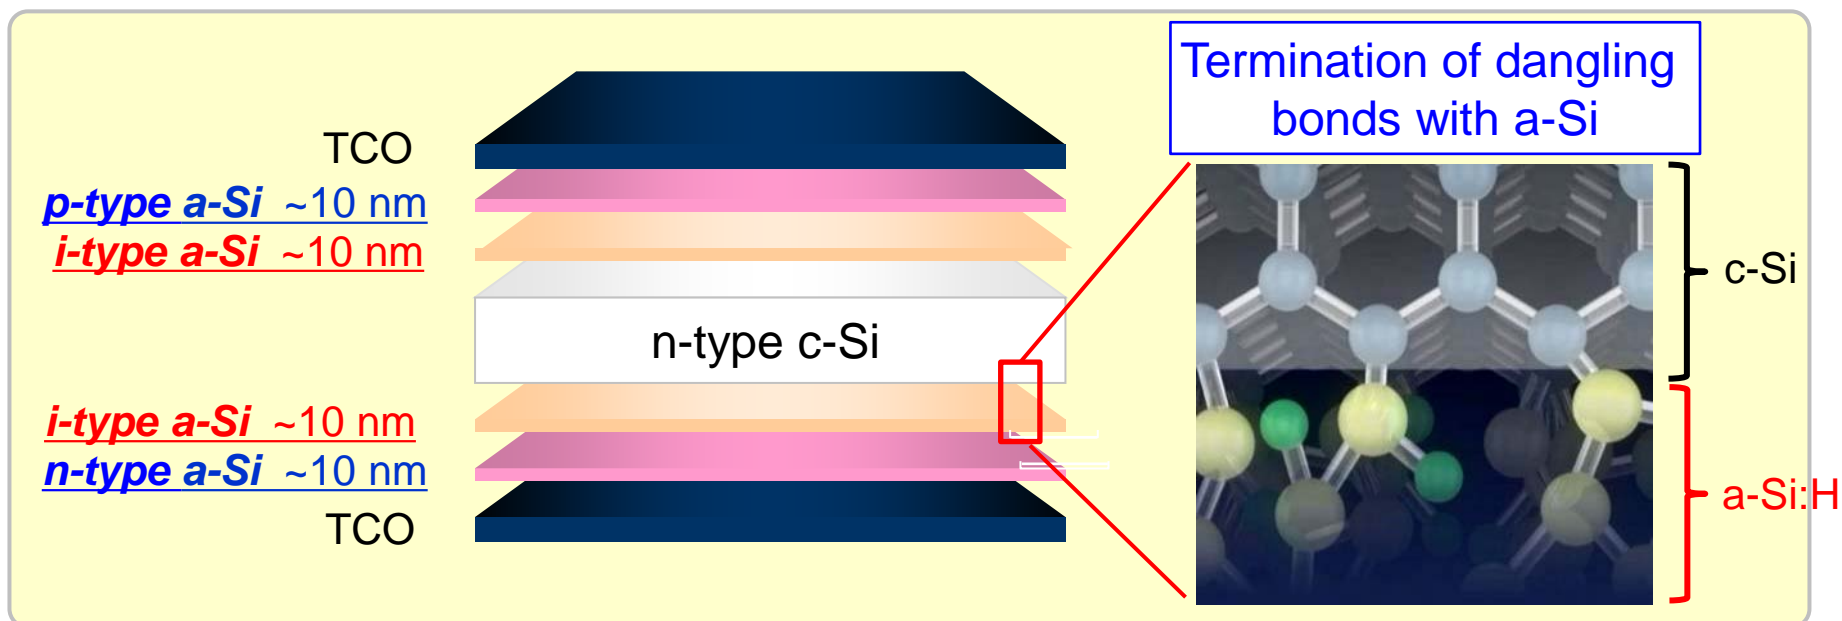 Termination of dangling
bonds with a-Si
TCO
p-type a-Si ~10 nm
i-type a-Si ~10 nm
n-type c-Si
i-type a-Si ~10 nm
n-type a-Si ~10 nm
TCO
c-Si
a-Si:H